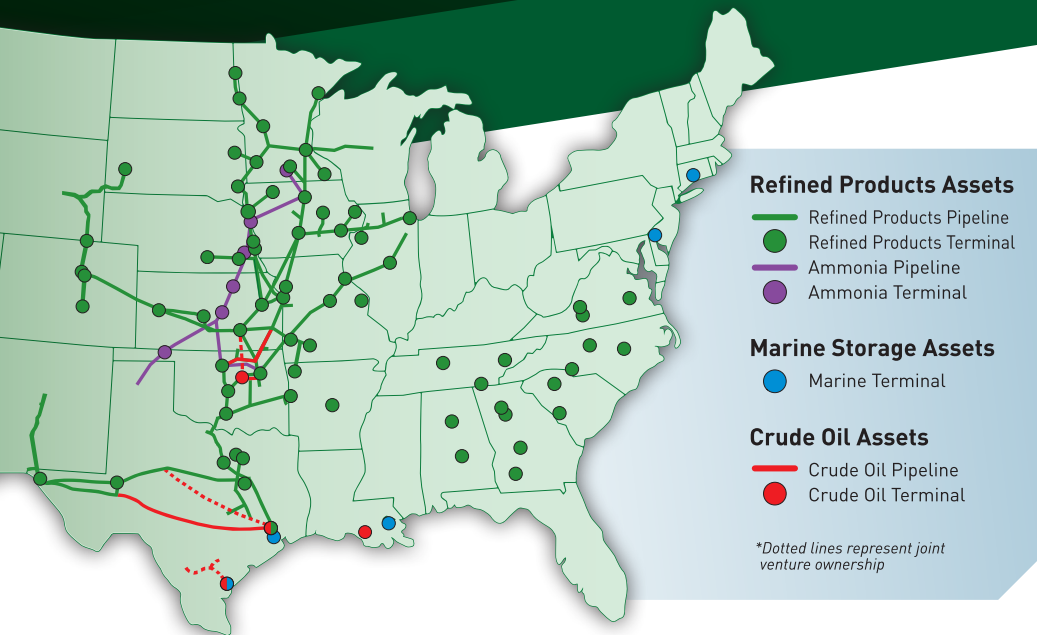 Refined Products Assets
Refined Products Pipeline
Refined Products Terminal
Ammonia Pipeline
Ammonia Terminal
Marine Storage Assets
Marine Terminal
Crude Oil Assets
Crude Oil Pipeline
Crude Oil Terminal
*Dotted lines represent joint
venture ownership